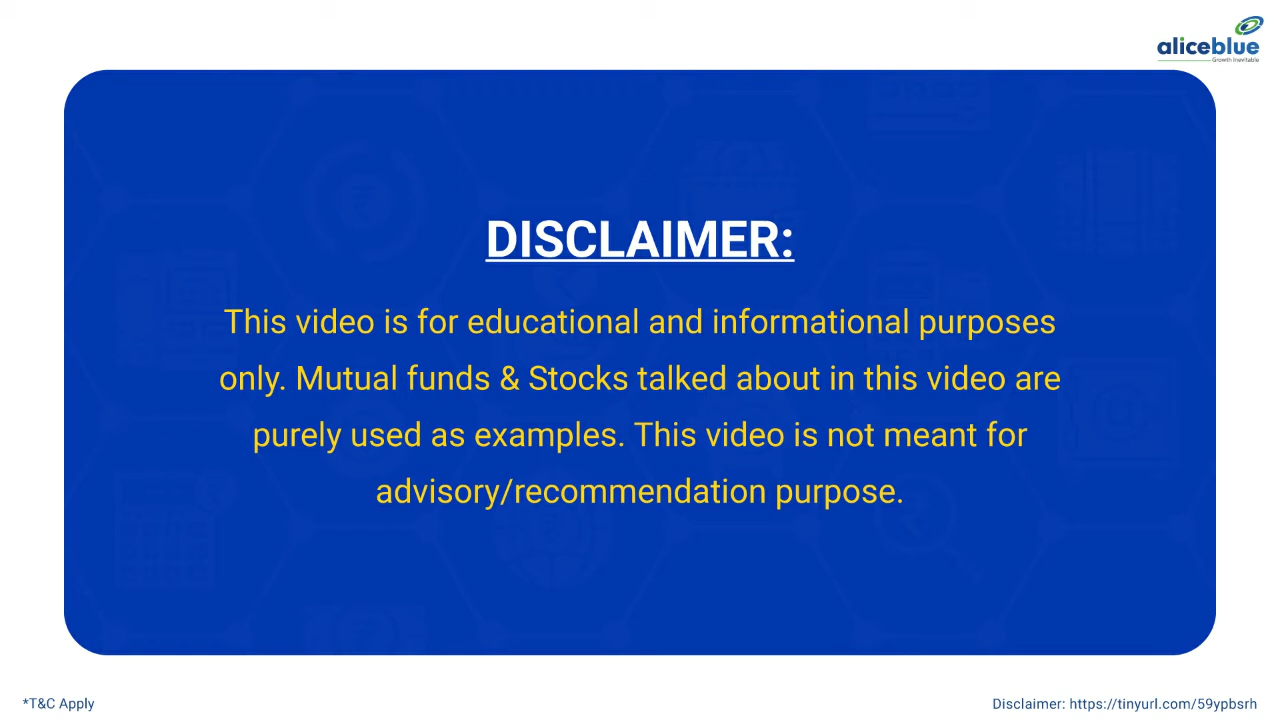 aliceblue
Growth Inevitable
DISCLAIMER:
This video is for educational and informational purposes
only. Mutual funds & Stocks talked about in this video are
purely used as examples. This video is not meant for
advisory/recommendation purpose.
*T&C Apply
Disclaimer: https://tinyurl.com/59ypbsrh